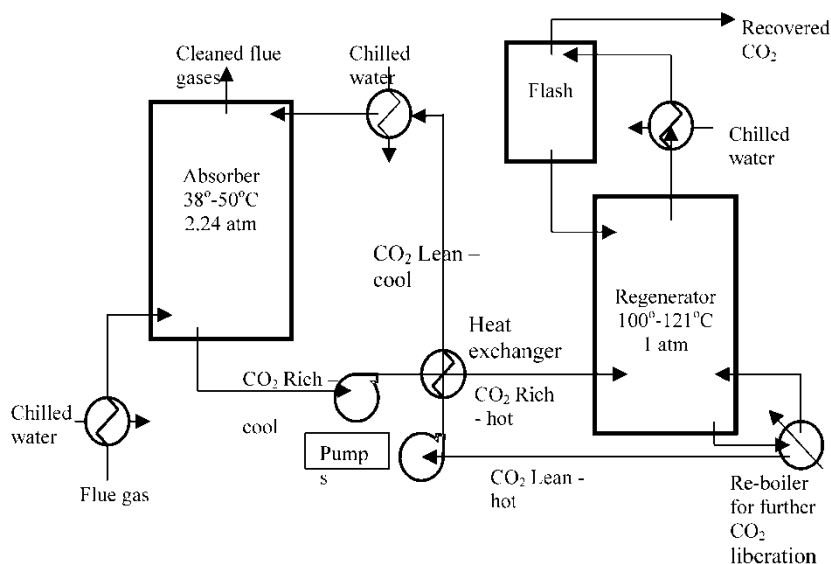 Cleaned flue
gases
Chilled
water
Recovered
CO₂
Flash
Chilled
water
Absorber
38°-50°C
2.24 atm
CO₂ Lean –
cool
Regenerator
100°-121°C
1 atm
Heat
exchanger
CO₂ Rich –
cool
CO₂ Rich
- hot
Chilled
water
Pump
s
CO₂ Lean -
hot
Flue gas
Re-boiler
for further
CO₂
liberation